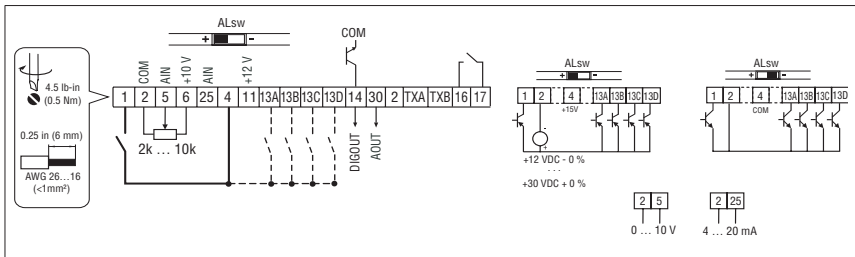 ALsw
+ -
4.5 lb-in
(0.5 Nm)
0.25 in (6 mm)
AWG 26…16
(<1mm²)
COM
AIN
+10 V
AIN
+12 V
COM
1 2 5 6 25 4 11 13A 13B 13C 13D 14 30 2 TXA TXB 16 17
2k … 10k
DIGOUT
AOUT
ALsw
+ -
1 2 4 13A 13B 13C 13D
+15V
+12 VDC - 0 %
...
+30 VDC + 0 %
ALsw
+ -
1 2 4 13A 13B 13C 13D
COM
2 5
0 … 10 V
2 25
4 … 20 mA